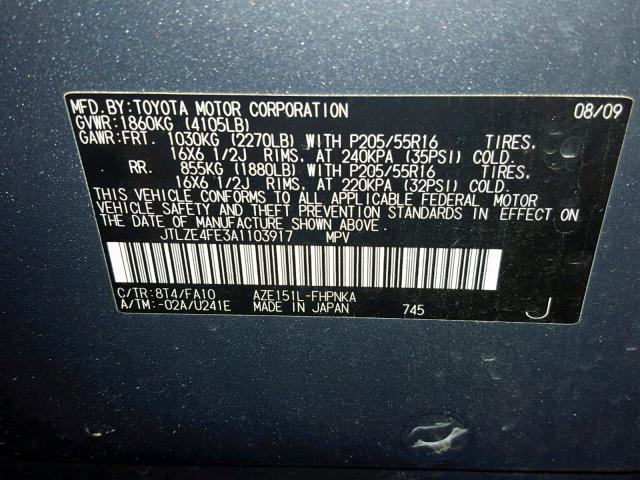 MFD.BY:TOYOTA MOTOR CORPORATION 08/09
GVWR:1860KG (4105LB)
GAWR:FRT. 1030KG (2270LB) WITH P205/55R16 TIRES,
16X6 1/2J RIMS, AT 240KPA (35PSI) COLD.
RR. 855KG (1880LB) WITH P205/55R16 TIRES,
16X6 1/2J RIMS, AT 220KPA (32PSI) COLD.
THIS VEHICLE CONFORMS TO ALL APPLICABLE FEDERAL MOTOR
VEHICLE SAFETY AND THEFT PREVENTION STANDARDS IN EFFECT ON
THE DATE OF MANUFACTURE SHOWN ABOVE.
JTLZE4FE3A1103917 MPV
C/TR:8T4/FA10 AZE151L-FHPNKA
A/TM:-02A/U241E MADE IN JAPAN 745 J